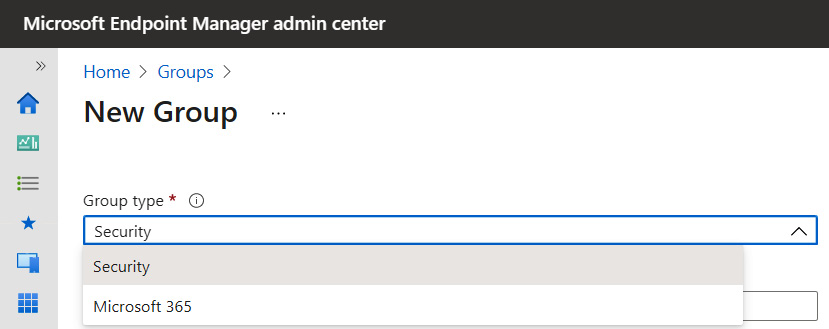 Microsoft Endpoint Manager admin center
Home > Groups >
New Group ...
Group type *
Security
Security
Microsoft 365